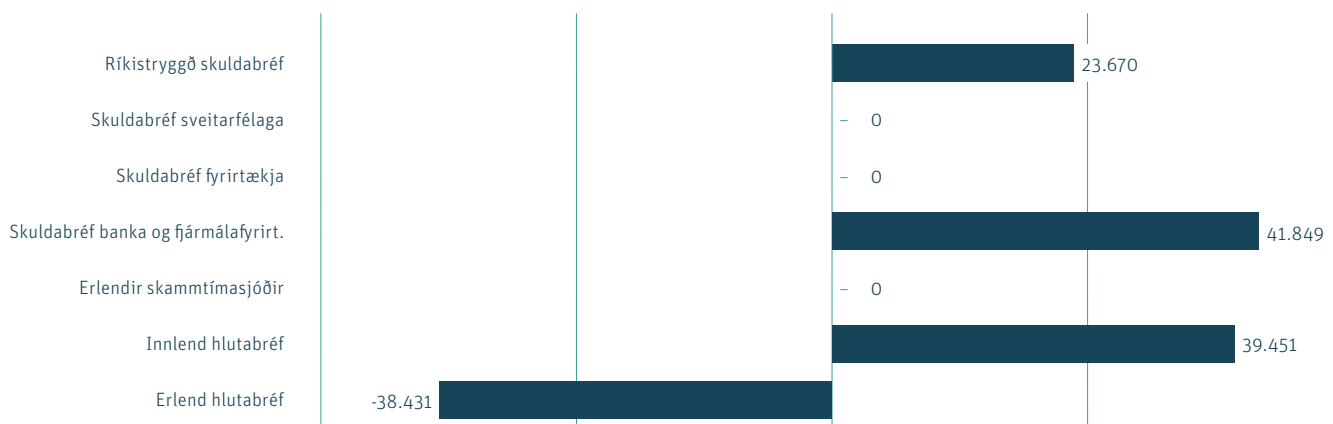 Ríkistryggð skuldabréf 23.670
Skuldabréf sveitarfélaga – 0
Skuldabréf fyrirtækja – 0
Skuldabréf banka og fjármálafyrirt. 41.849
Erlendir skammtímasjóðir – 0
Innlend hlutabréf 39.451
Erlend hlutabréf -38.431